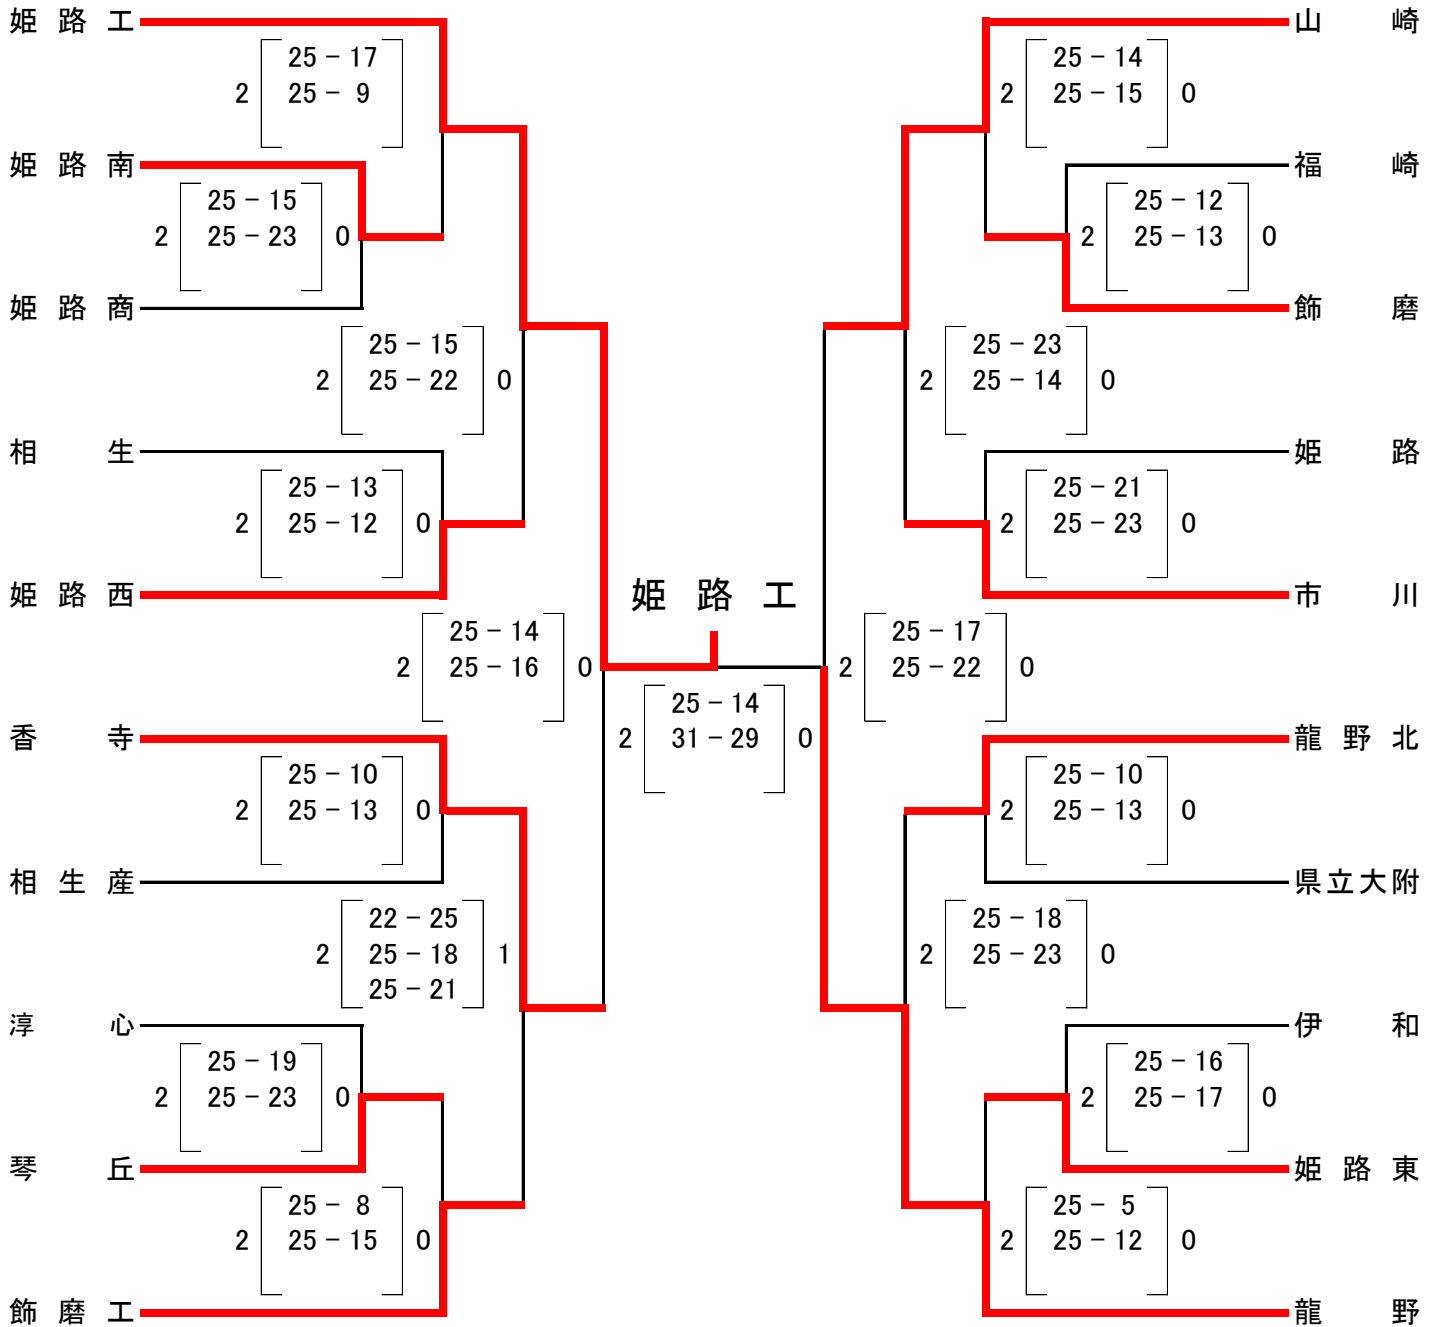 姫路工
山崎
25－17
2 25－ 9
25－14
2 25－15 0
姫路南
福崎
25－15
2 25－23 0
25－12
2 25－13 0
姫路商
飾磨
25－15
2 25－22 0
25－23
2 25－14 0
相生
姫路
25－13
2 25－12 0
25－21
2 25－23 0
姫路西
姫路工
市川
25－14
2 25－16 0
25－17
2 25－22 0
25－14
2 31－29 0
香寺
龍野北
25－10
2 25－13 0
25－10
2 25－13 0
相生産
県立大附
22－25
2 25－18 1
25－21
25－18
2 25－23 0
淳心
伊和
25－19
2 25－23 0
25－16
2 25－17 0
琴丘
姫路東
25－ 8
2 25－15 0
25－ 5
2 25－12 0
飾磨工
龍野